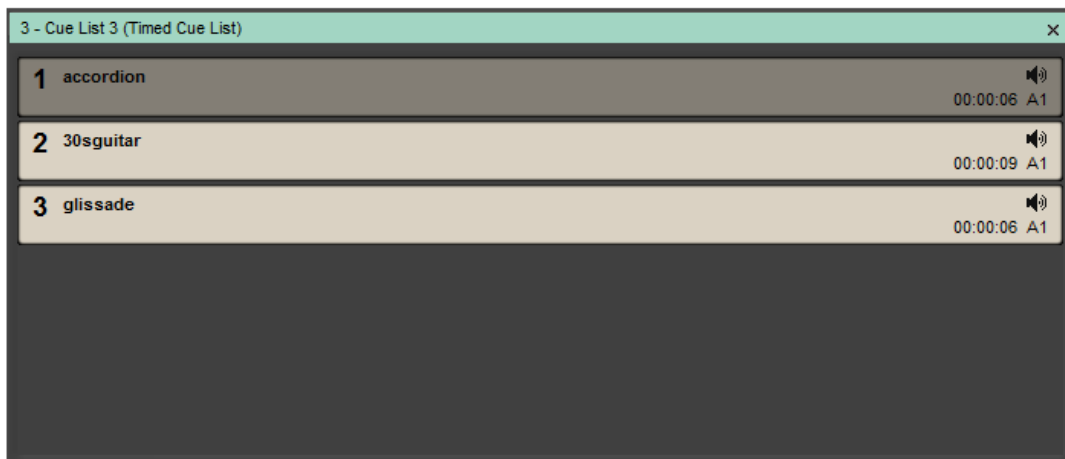 3 - Cue List 3 (Timed Cue List)
1 accordion
00:00:06 A1
2 30sguitar
00:00:09 A1
3 glissade
00:00:06 A1